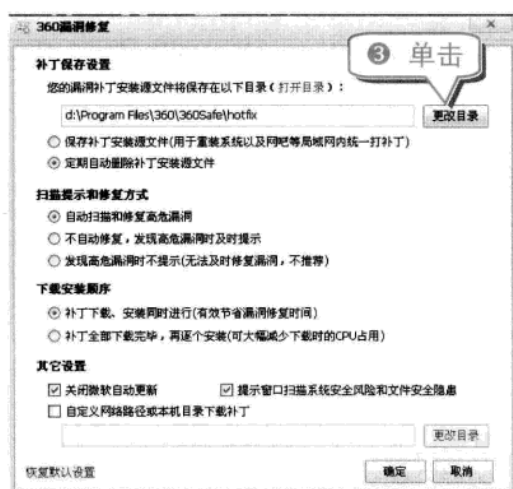 360漏洞修复
❸ 单击
补丁保存设置
您的漏洞补丁安装源文件将保存在以下目录(打开目录):
d:\Program Files\360\360Safe\hotfix
更改目录
保存补丁安装源文件(用于重装系统以及网吧等局域网内统一打补丁)
定期自动删除补丁安装源文件
扫描提示和修复方式
自动扫描和修复高危漏洞
不自动修复，发现高危漏洞时及时提示
发现高危漏洞时不提示(无法及时修复漏洞，不推荐)
下载安装顺序
补丁下载、安装同时进行(有效节省漏洞修复时间)
补丁全部下载完毕，再逐个安装(可大幅减少下载时的CPU占用)
其它设置
关闭微软自动更新
提示窗口扫描系统安全风险和文件安全隐患
自定义网络路径或本机目录下载补丁
更改目录
恢复默认设置
确定
取消